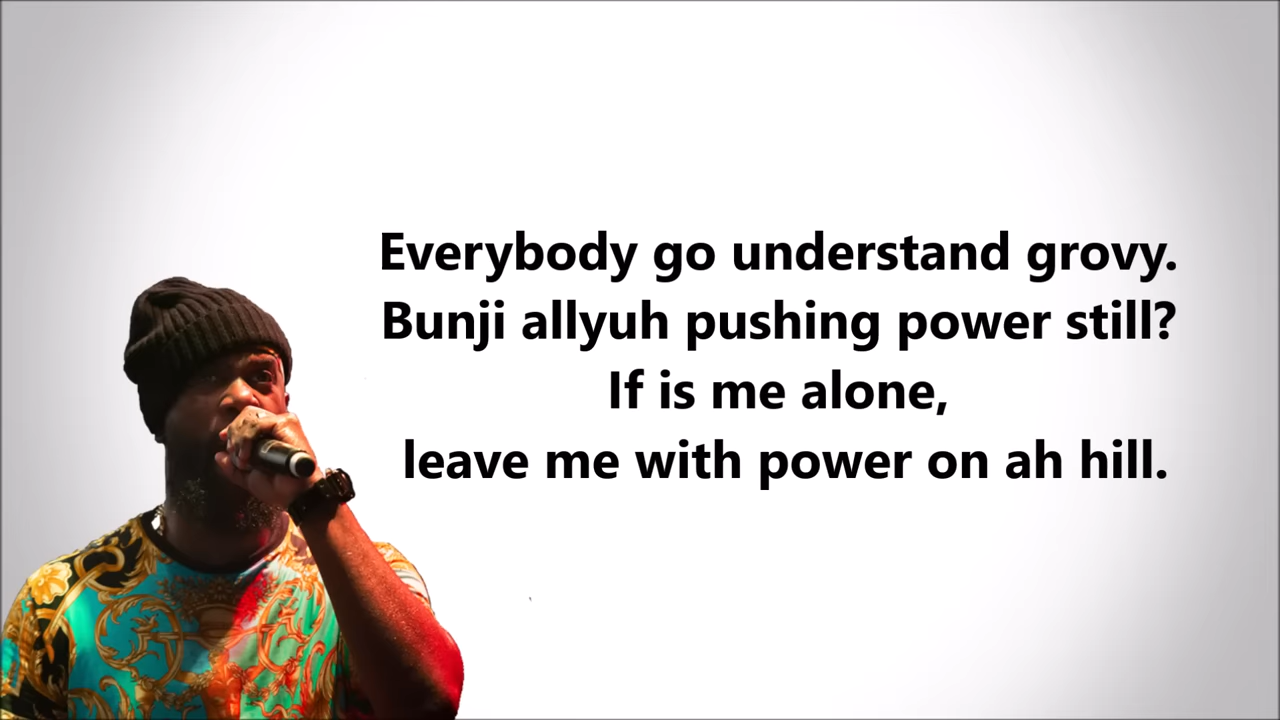 Everybody go understand grovy.
Bunji allyuh pushing power still?
If is me alone,
leave me with power on ah hill.